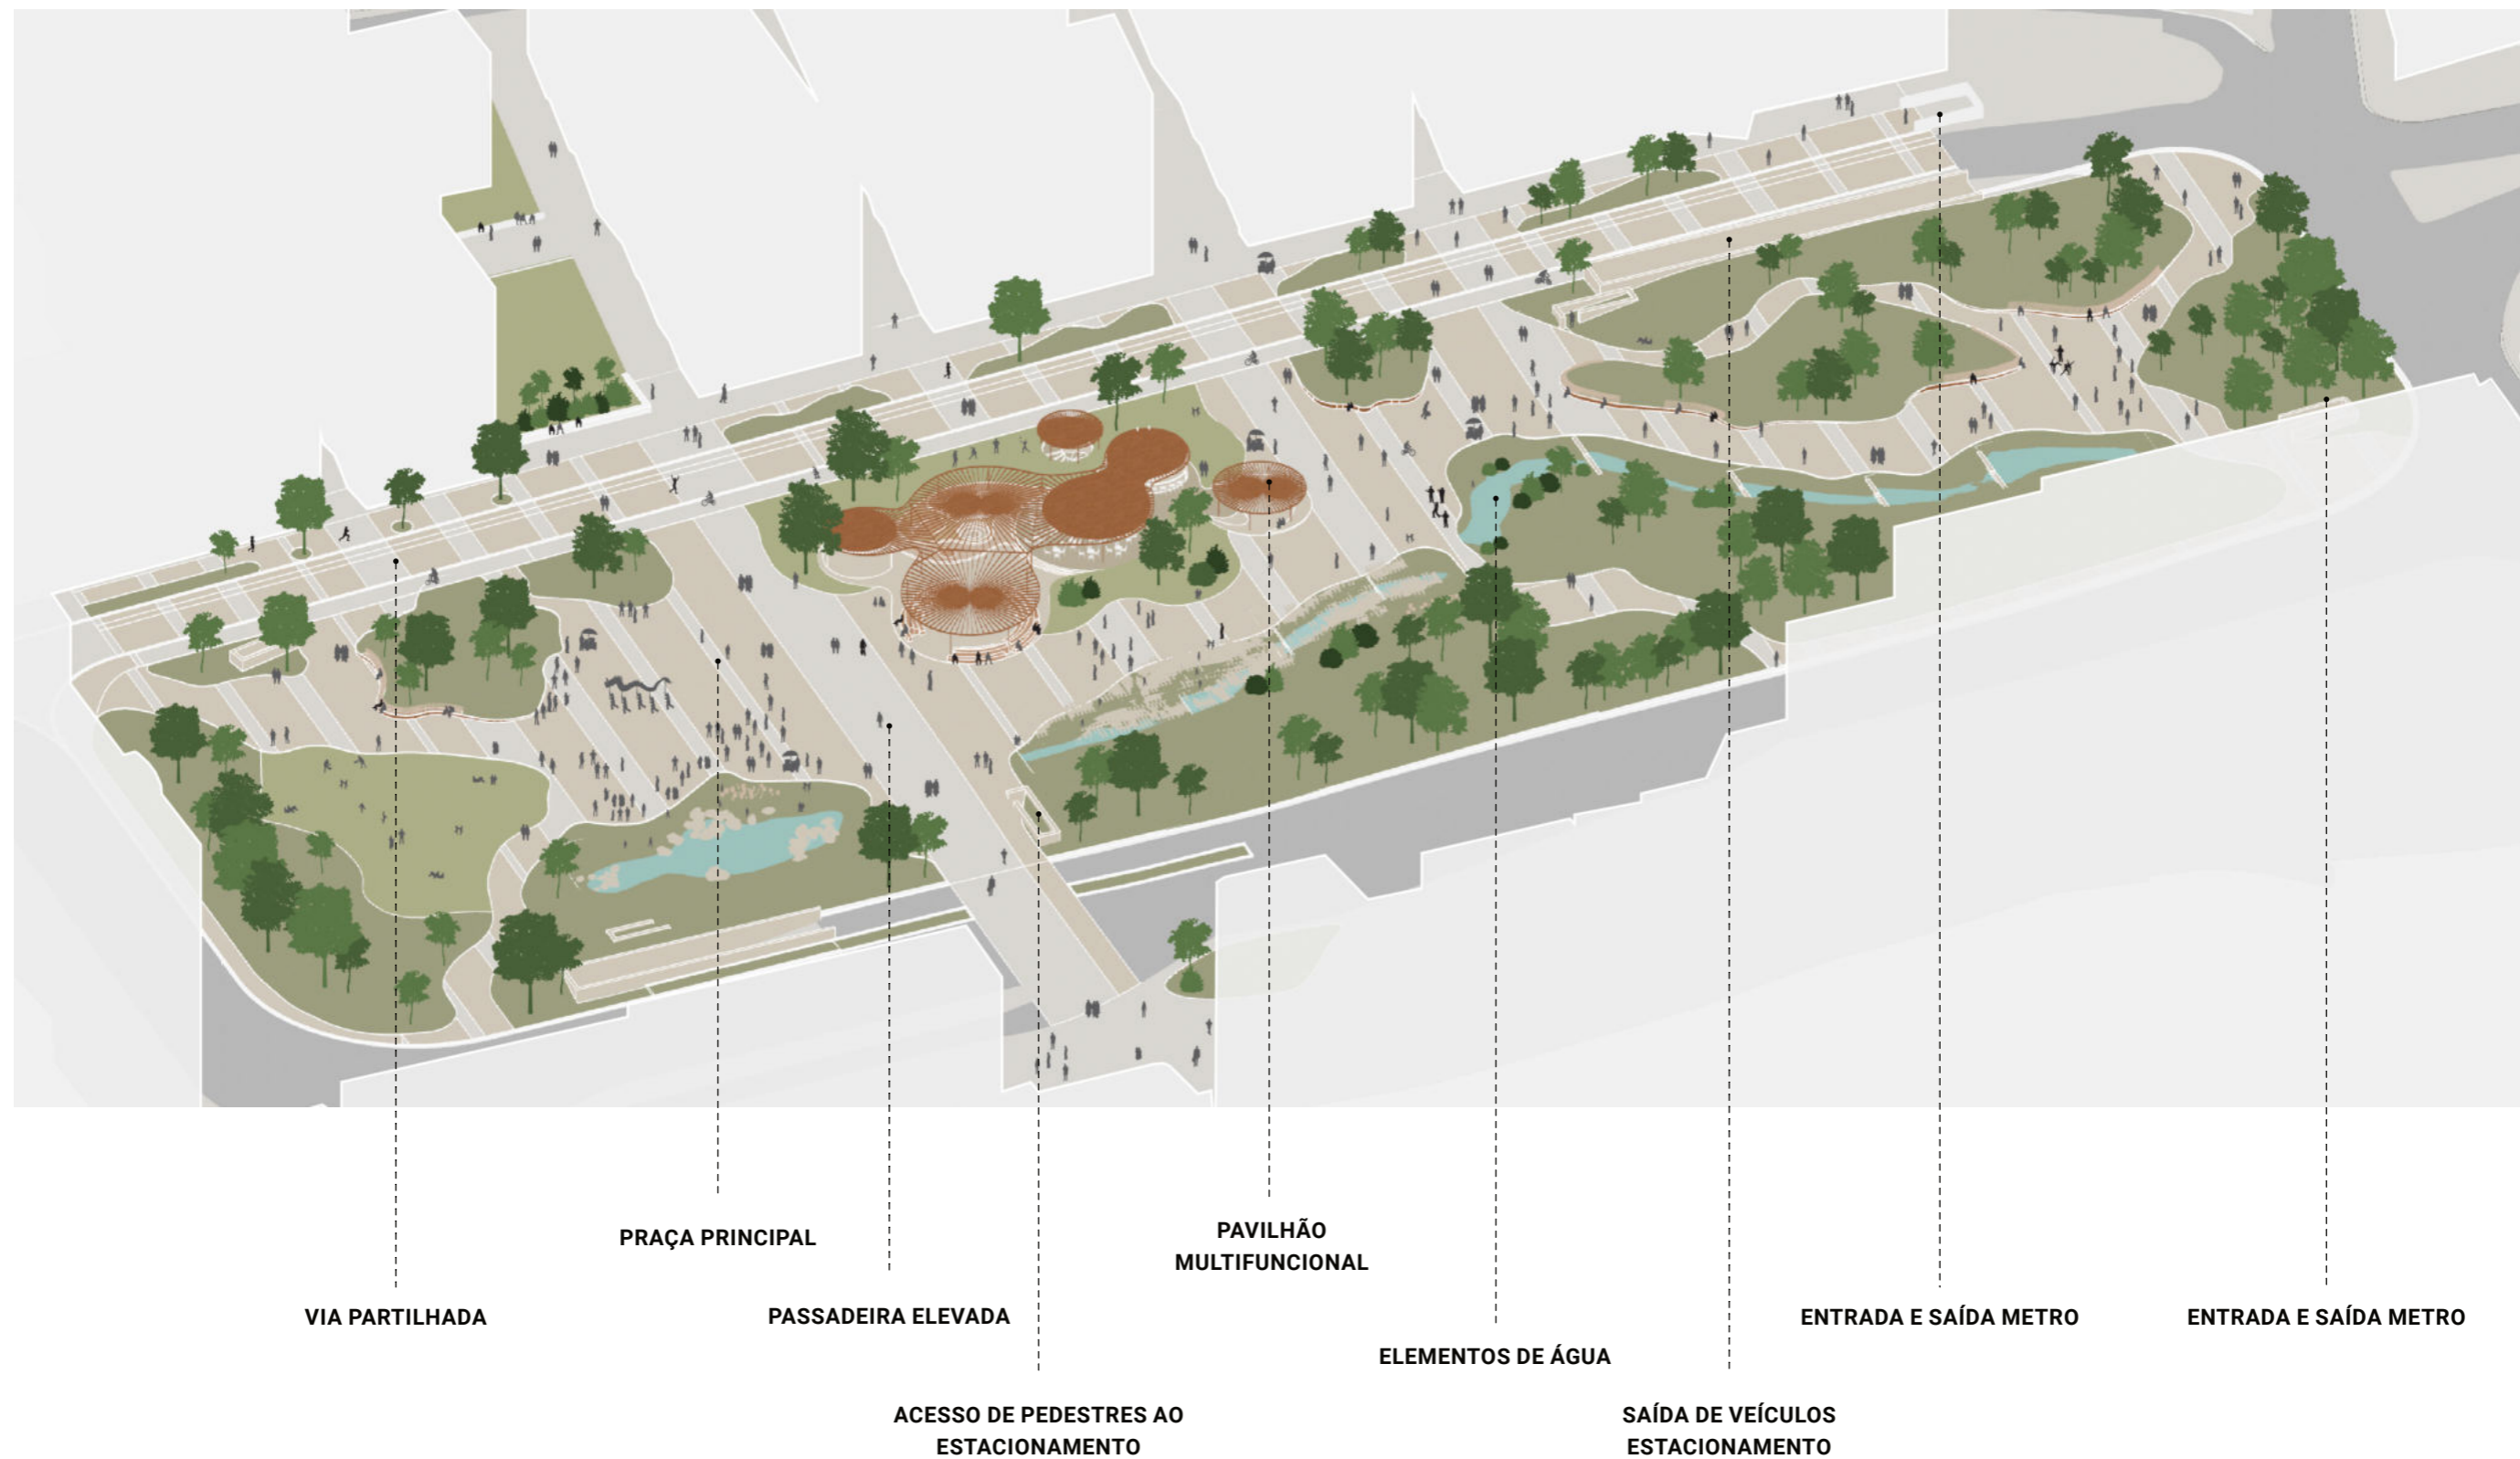 PRAÇA PRINCIPAL
PAVILHÃO
MULTIFUNCIONAL
VIA PARTILHADA
PASSADEIRA ELEVADA
ENTRADA E SAÍDA METRO
ENTRADA E SAÍDA METRO
ELEMENTOS DE ÁGUA
ACESSO DE PEDESTRES AO
ESTACIONAMENTO
SAÍDA DE VEÍCULOS
ESTACIONAMENTO